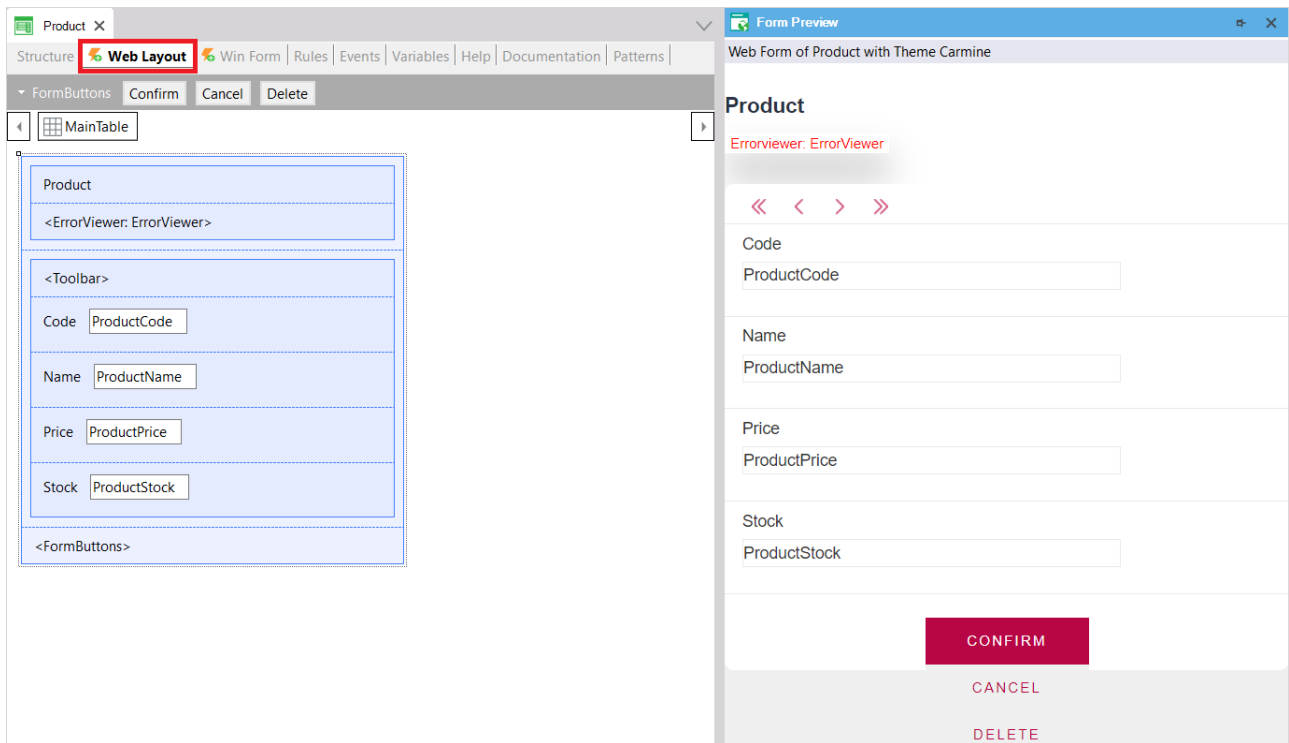 Product
Structure Web Layout Win Form Rules Events Variables Help Documentation Patterns
FormButtons Confirm Cancel Delete
MainTable
Product
<ErrorViewer: ErrorViewer>
<Toolbar>
Code ProductCode
Name ProductName
Price ProductPrice
Stock ProductStock
<FormButtons>
Form Preview
Web Form of Product with Theme Carmine
Product
Errorviewer: ErrorViewer
Code
ProductCode
Name
ProductName
Price
ProductPrice
Stock
ProductStock
CONFIRM
CANCEL
DELETE